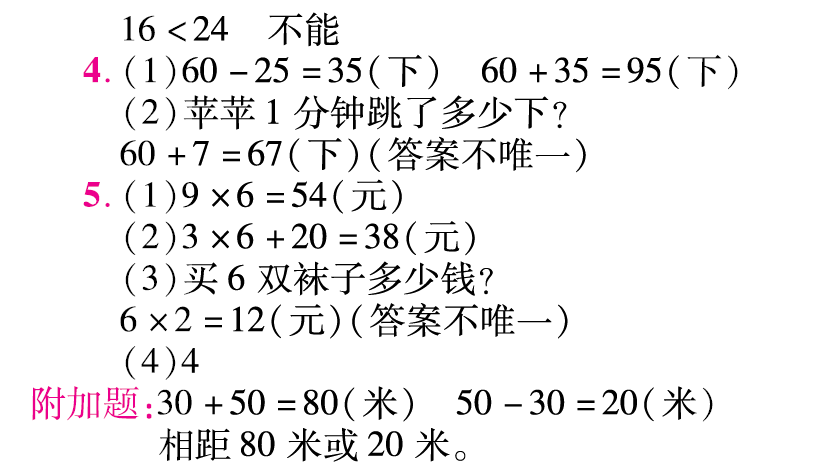 16<24　不能
4.(1)60-25=35(下)　60+35=95(下)
(2)苹苹1分钟跳了多少下?
60+7=67(下)(答案不唯一)
5.(1)9×6=54(元)
(2)3×6+20=38(元)
(3)买6双袜子多少钱?
6×2=12(元)(答案不唯一)
(4)4
附加题:30+50=80(米)　50-30=20(米)
相距80米或20米。